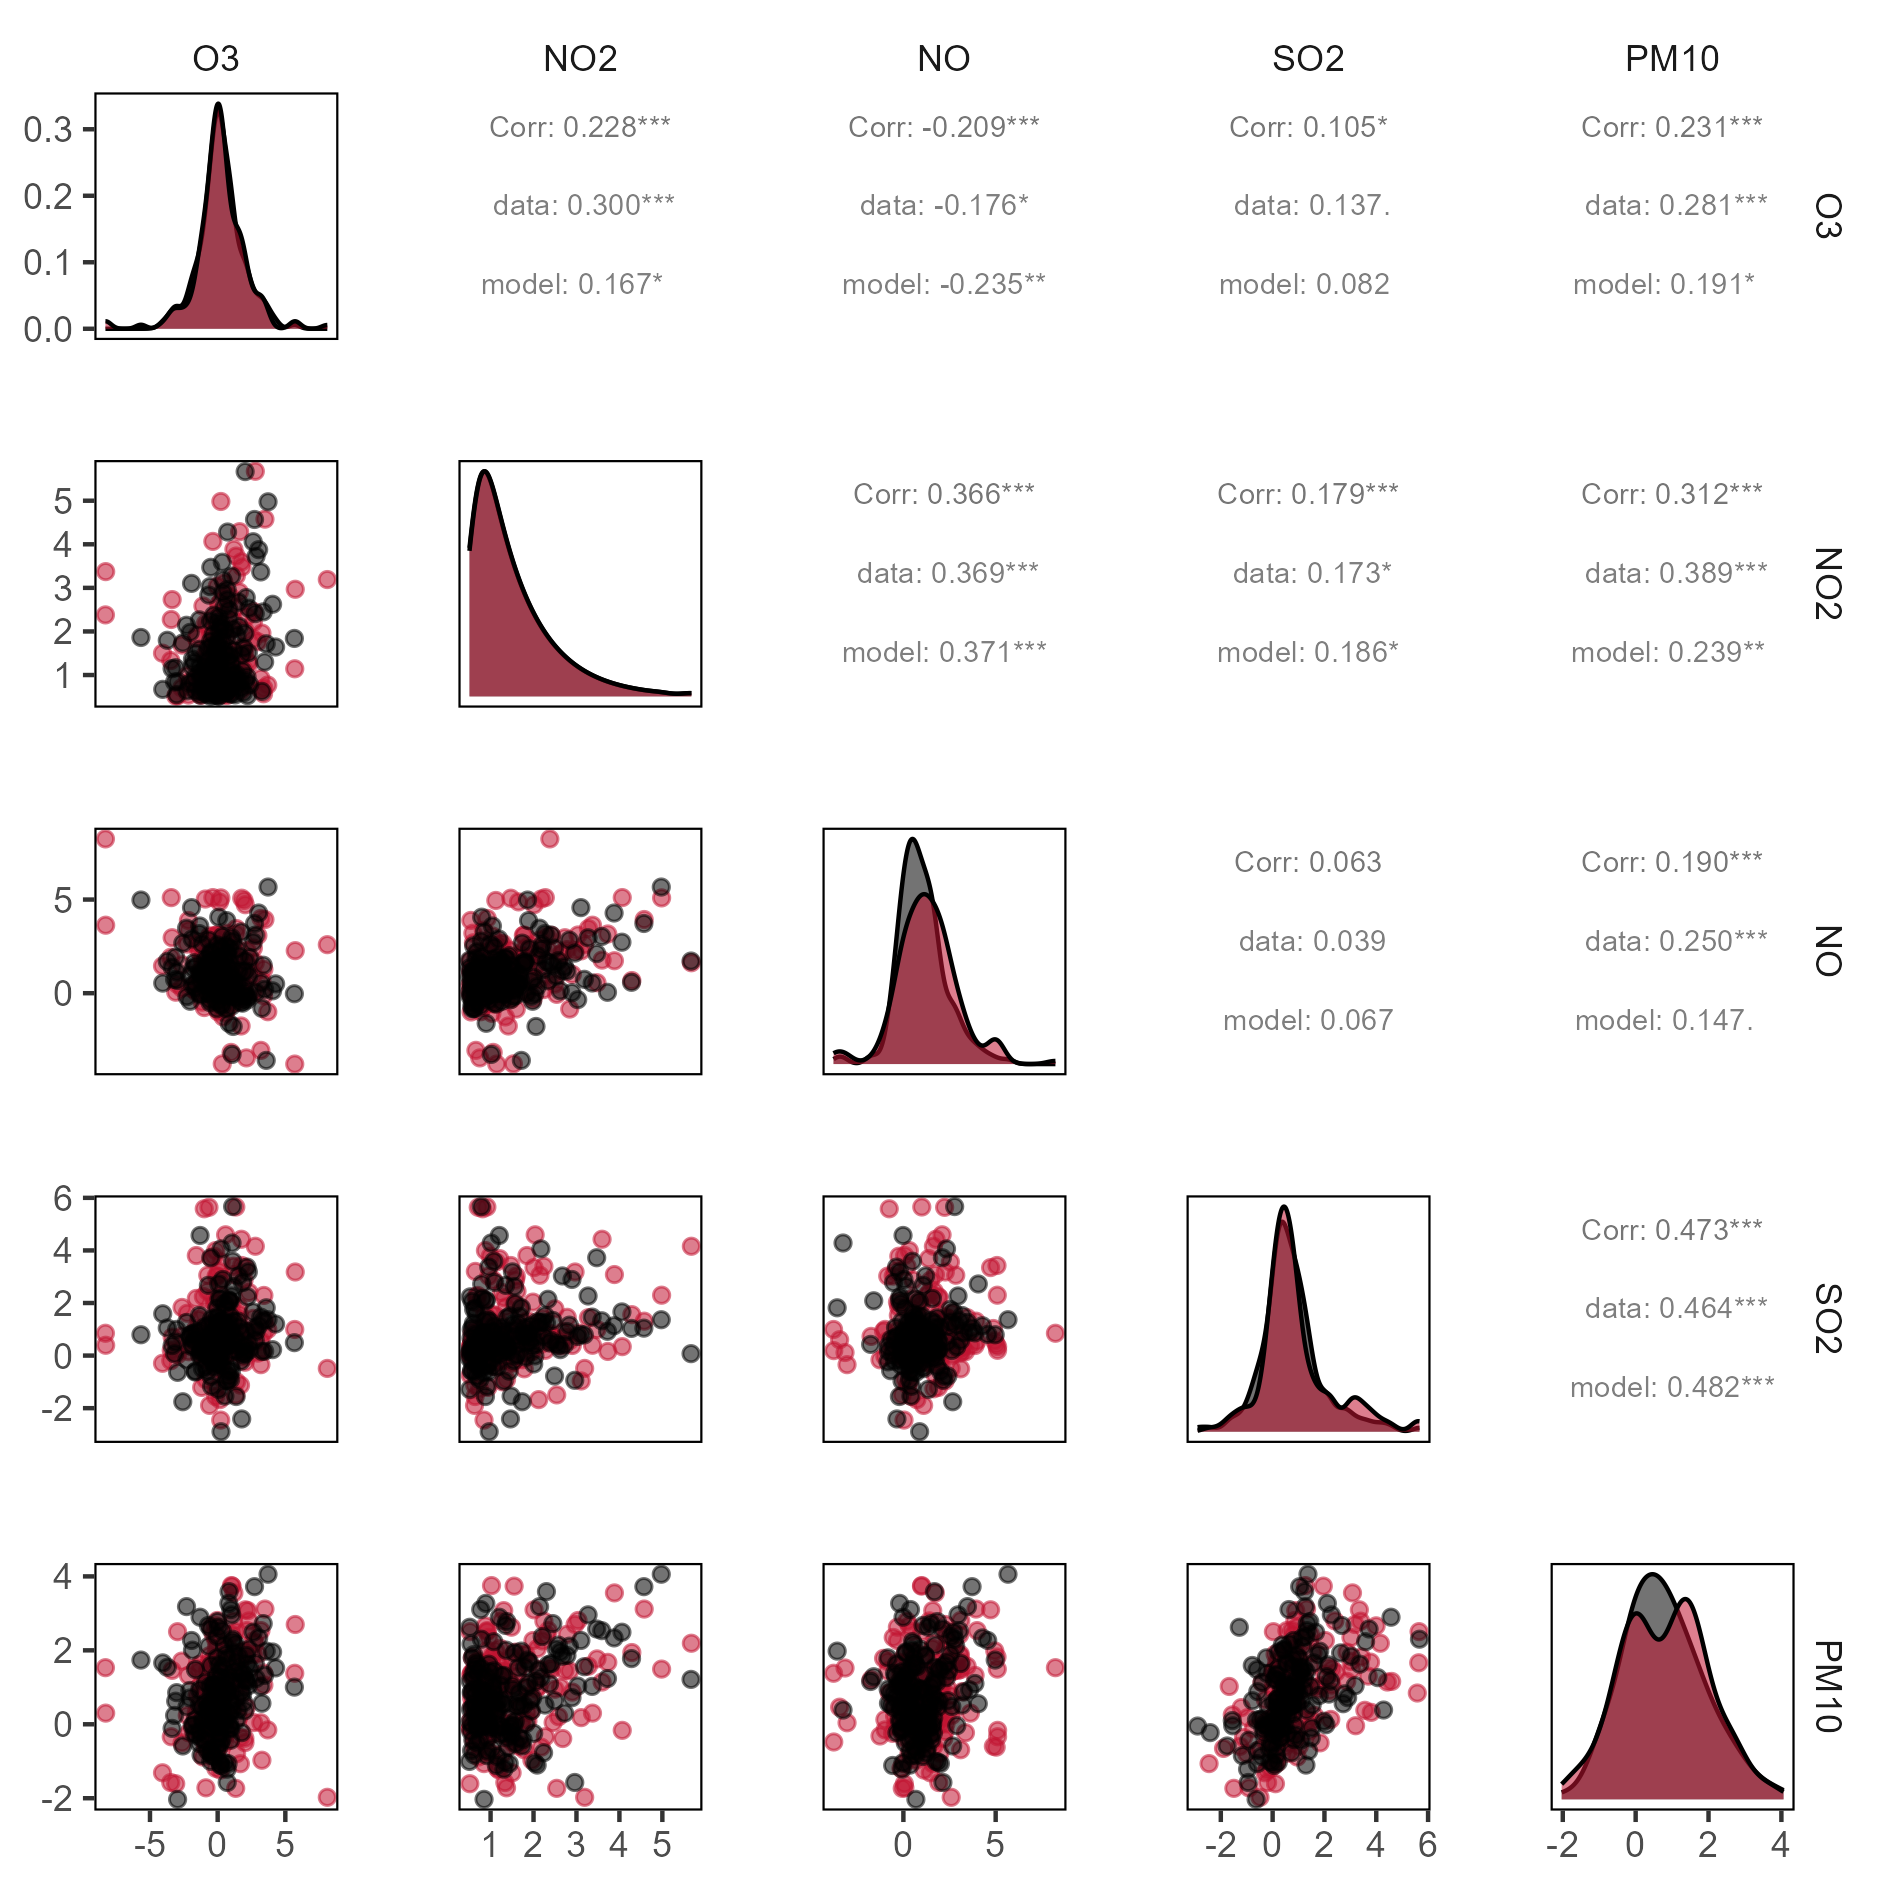 O3 NO2 NO SO2 PM10
0.3
0.2
0.1
0.0
Corr: 0.228*** Corr: -0.209*** Corr: 0.105* Corr: 0.231***
data: 0.300*** data: -0.176* data: 0.137. data: 0.281***
model: 0.167* model: -0.235** model: 0.082 model: 0.191*
O3
5
4
3
2
1
Corr: 0.366*** Corr: 0.179*** Corr: 0.312***
data: 0.369*** data: 0.173* data: 0.389***
model: 0.371*** model: 0.186* model: 0.239**
NO2
5
0
Corr: 0.063 Corr: 0.190***
data: 0.039 data: 0.250***
model: 0.067 model: 0.147.
NO
6
4
2
0
-2
Corr: 0.473***
data: 0.464***
model: 0.482***
SO2
4
2
0
-2
PM10
-5 0 5 1 2 3 4 5 0 5 -2 0 2 4 6 -2 0 2 4